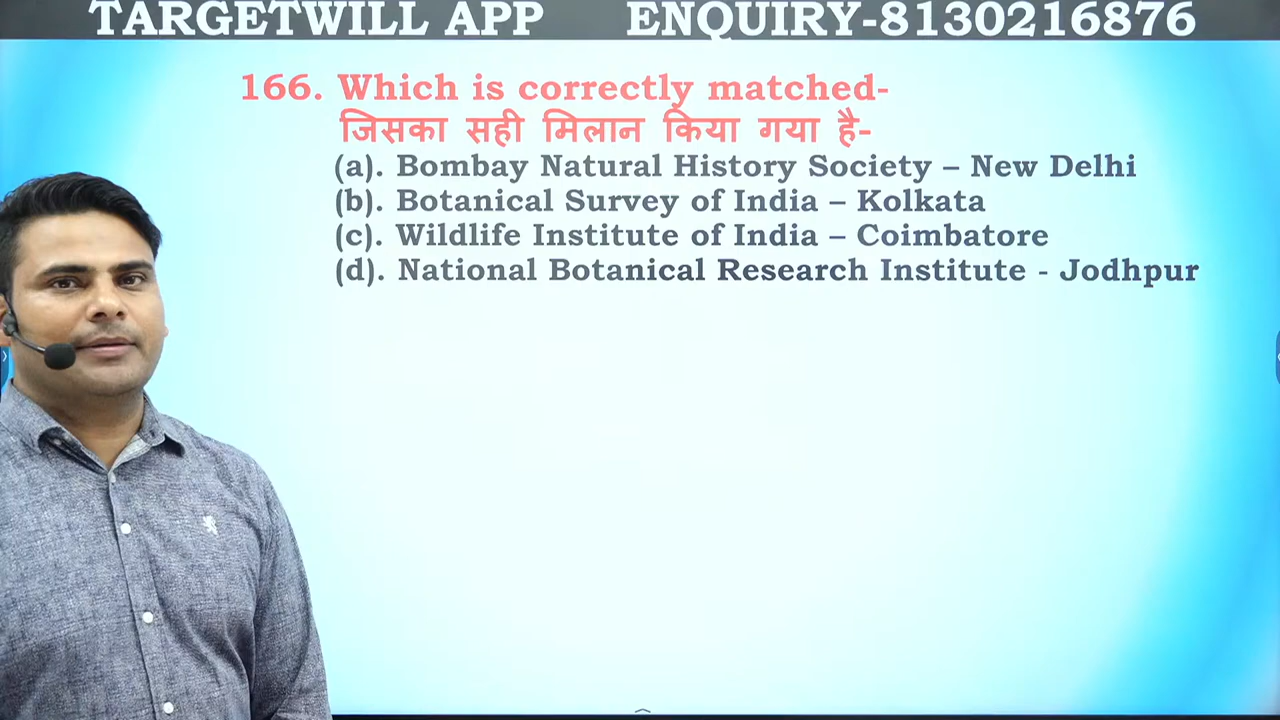 TARGETWILL APP ENQUIRY-8130216876
166. Which is correctly matched-
जिसका सही मिलान किया गया है-
(a). Bombay Natural History Society – New Delhi
(b). Botanical Survey of India – Kolkata
(c). Wildlife Institute of India – Coimbatore
(d). National Botanical Research Institute - Jodhpur